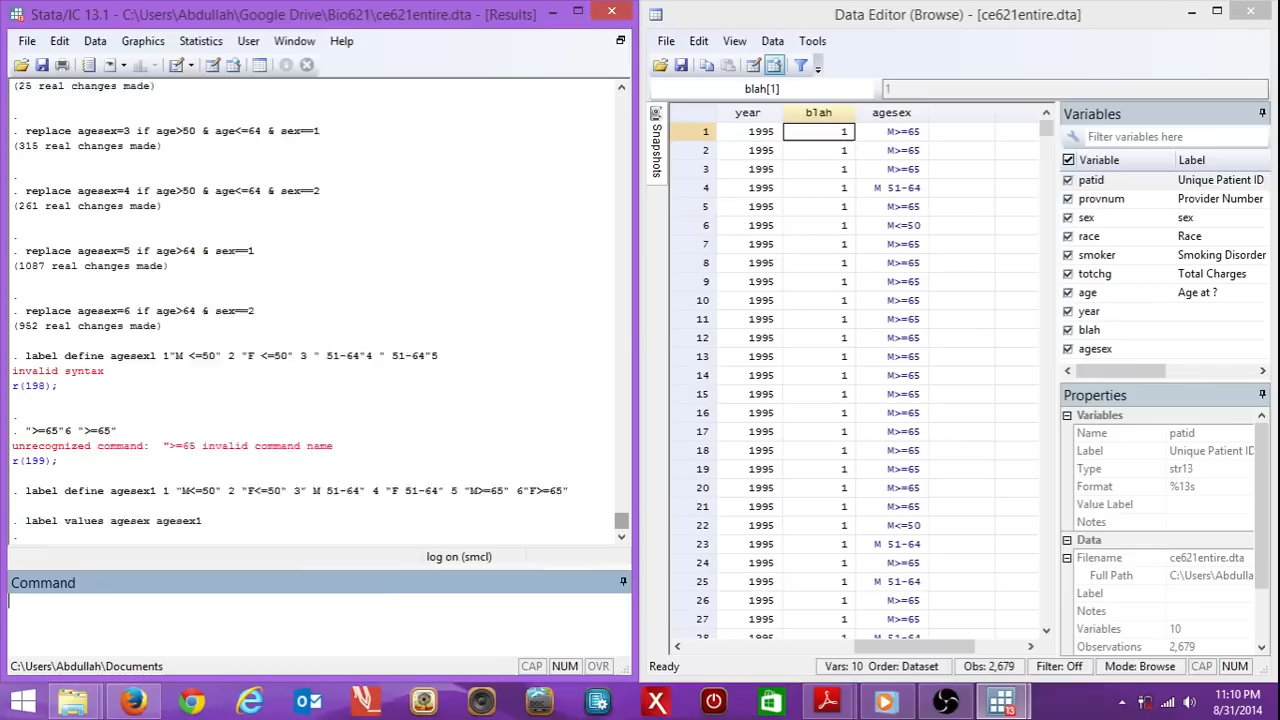 Stata/IC 13.1 - C:\Users\Abdullah\Google Drive\Bio621\ce621entire.dta - [Results]
File Edit Data Graphics Statistics User Window Help
(25 real changes made)
.
. replace agesex=3 if age>50 & age<=64 & sex==1
(315 real changes made)
.
. replace agesex=4 if age>50 & age<=64 & sex==2
(261 real changes made)
.
. replace agesex=5 if age>64 & sex==1
(1087 real changes made)
.
. replace agesex=6 if age>64 & sex==2
(952 real changes made)
. label define agesexl 1"M <=50" 2 "F <=50" 3 " 51-64"4 " 51-64"5
invalid syntax
r(198);
.
. ">=65"6 ">=65"
unrecognized command:  ">=65 invalid command name
r(199);
. label define agesex1 1 "M<=50" 2 "F<=50" 3" M 51-64" 4 "F 51-64" 5 "M>=65" 6"F>=65"
. label values agesex agesex1
.
log on (smcl)
Command
C:\Users\Abdullah\Documents
CAP NUM OVR
Data Editor (Browse) - [ce621entire.dta]
File Edit View Data Tools
blah[1] 1
Snapshots
year blah agesex
1 1995 1 M>=65
2 1995 1 M>=65
3 1995 1 M>=65
4 1995 1 M 51-64
5 1995 1 M>=65
6 1995 1 M<=50
7 1995 1 M>=65
8 1995 1 M>=65
9 1995 1 M>=65
10 1995 1 M>=65
11 1995 1 M>=65
12 1995 1 M>=65
13 1995 1 M>=65
14 1995 1 M>=65
15 1995 1 M>=65
16 1995 1 M>=65
17 1995 1 M>=65
18 1995 1 M>=65
19 1995 1 M>=65
20 1995 1 M>=65
21 1995 1 M>=65
22 1995 1 M<=50
23 1995 1 M 51-64
24 1995 1 M>=65
25 1995 1 M 51-64
26 1995 1 M>=65
27 1995 1 M>=65
28 1995 1 M 51-64
Variables
Filter variables here
Variable Label
patid Unique Patient ID
provnum Provider Number
sex sex
race Race
smoker Smoking Disorder
totchg Total Charges
age Age at ?
year
blah
agesex
Properties
Variables
Name patid
Label Unique Patient ID
Type str13
Format %13s
Value Label
Notes
Data
Filename ce621entire.dta
Full Path C:\Users\Abdulla
Label
Notes
Variables 10
Observations 2,679
Ready Vars: 10 Order: Dataset Obs: 2,679 Filter: Off Mode: Browse CAP NUM
DOC
13
11:10 PM
8/31/2014